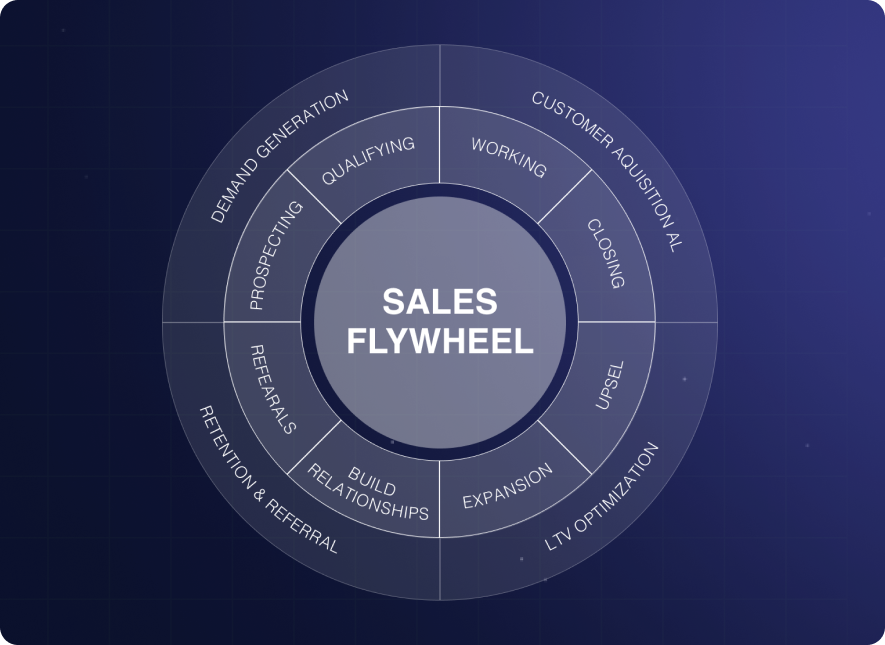 DEMAND GENERATION
CUSTOMER AQUISITION AL
QUALIFYING
WORKING
PROSPECTING
CLOSING
SALES
FLYWHEEL
REFEARALS
UPSEL
BUILD
RELATIONSHIPS
EXPANSION
RETENTION & REFERRAL
LTV OPTIMIZATION